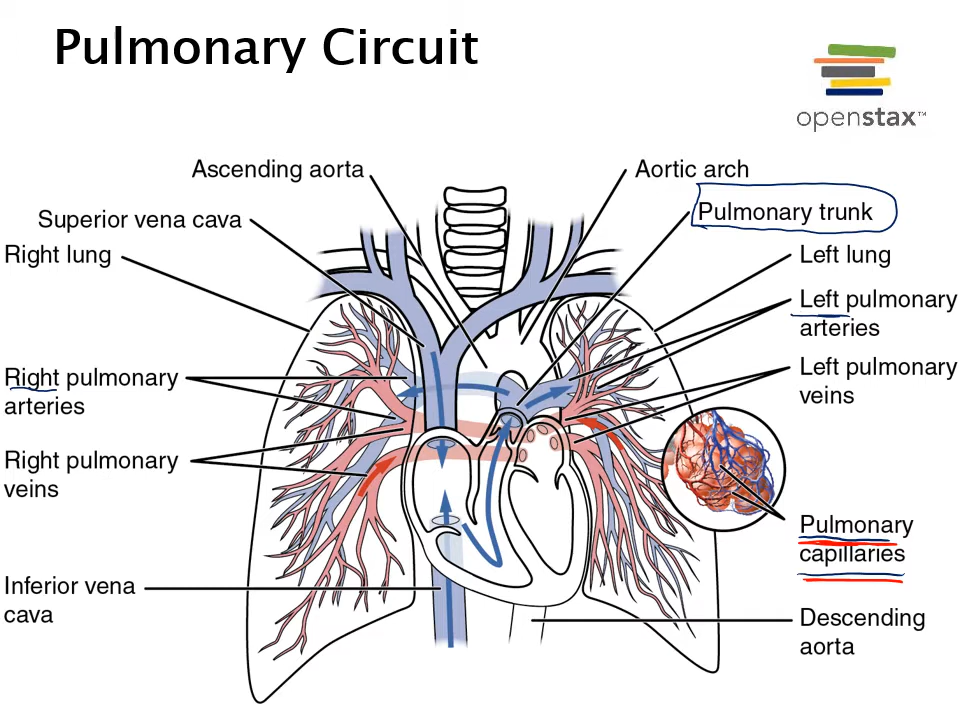 Pulmonary Circuit
openstax™
Ascending aorta
Aortic arch
Superior vena cava
Pulmonary trunk
Right lung
Left lung
Left pulmonary
arteries
Right pulmonary
arteries
Left pulmonary
veins
Right pulmonary
veins
Pulmonary
capillaries
Inferior vena
cava
Descending
aorta